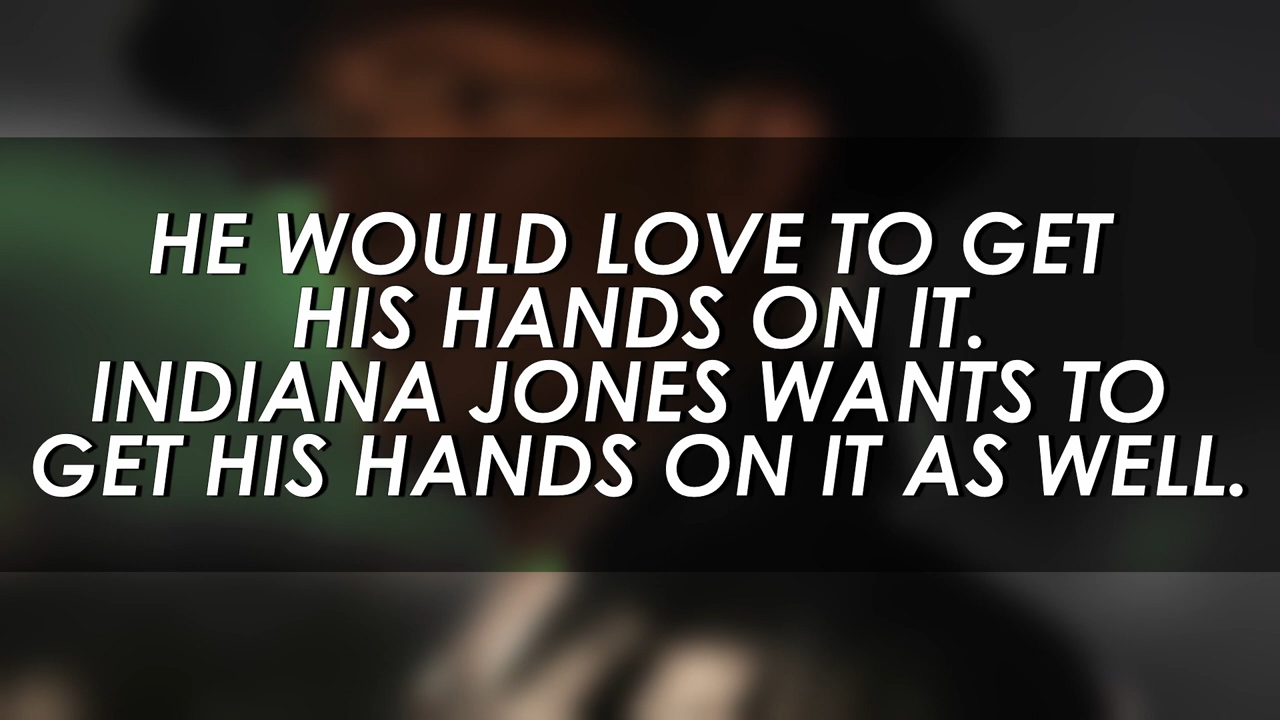 HE WOULD LOVE TO GET
HIS HANDS ON IT.
INDIANA JONES WANTS TO
GET HIS HANDS ON IT AS WELL.